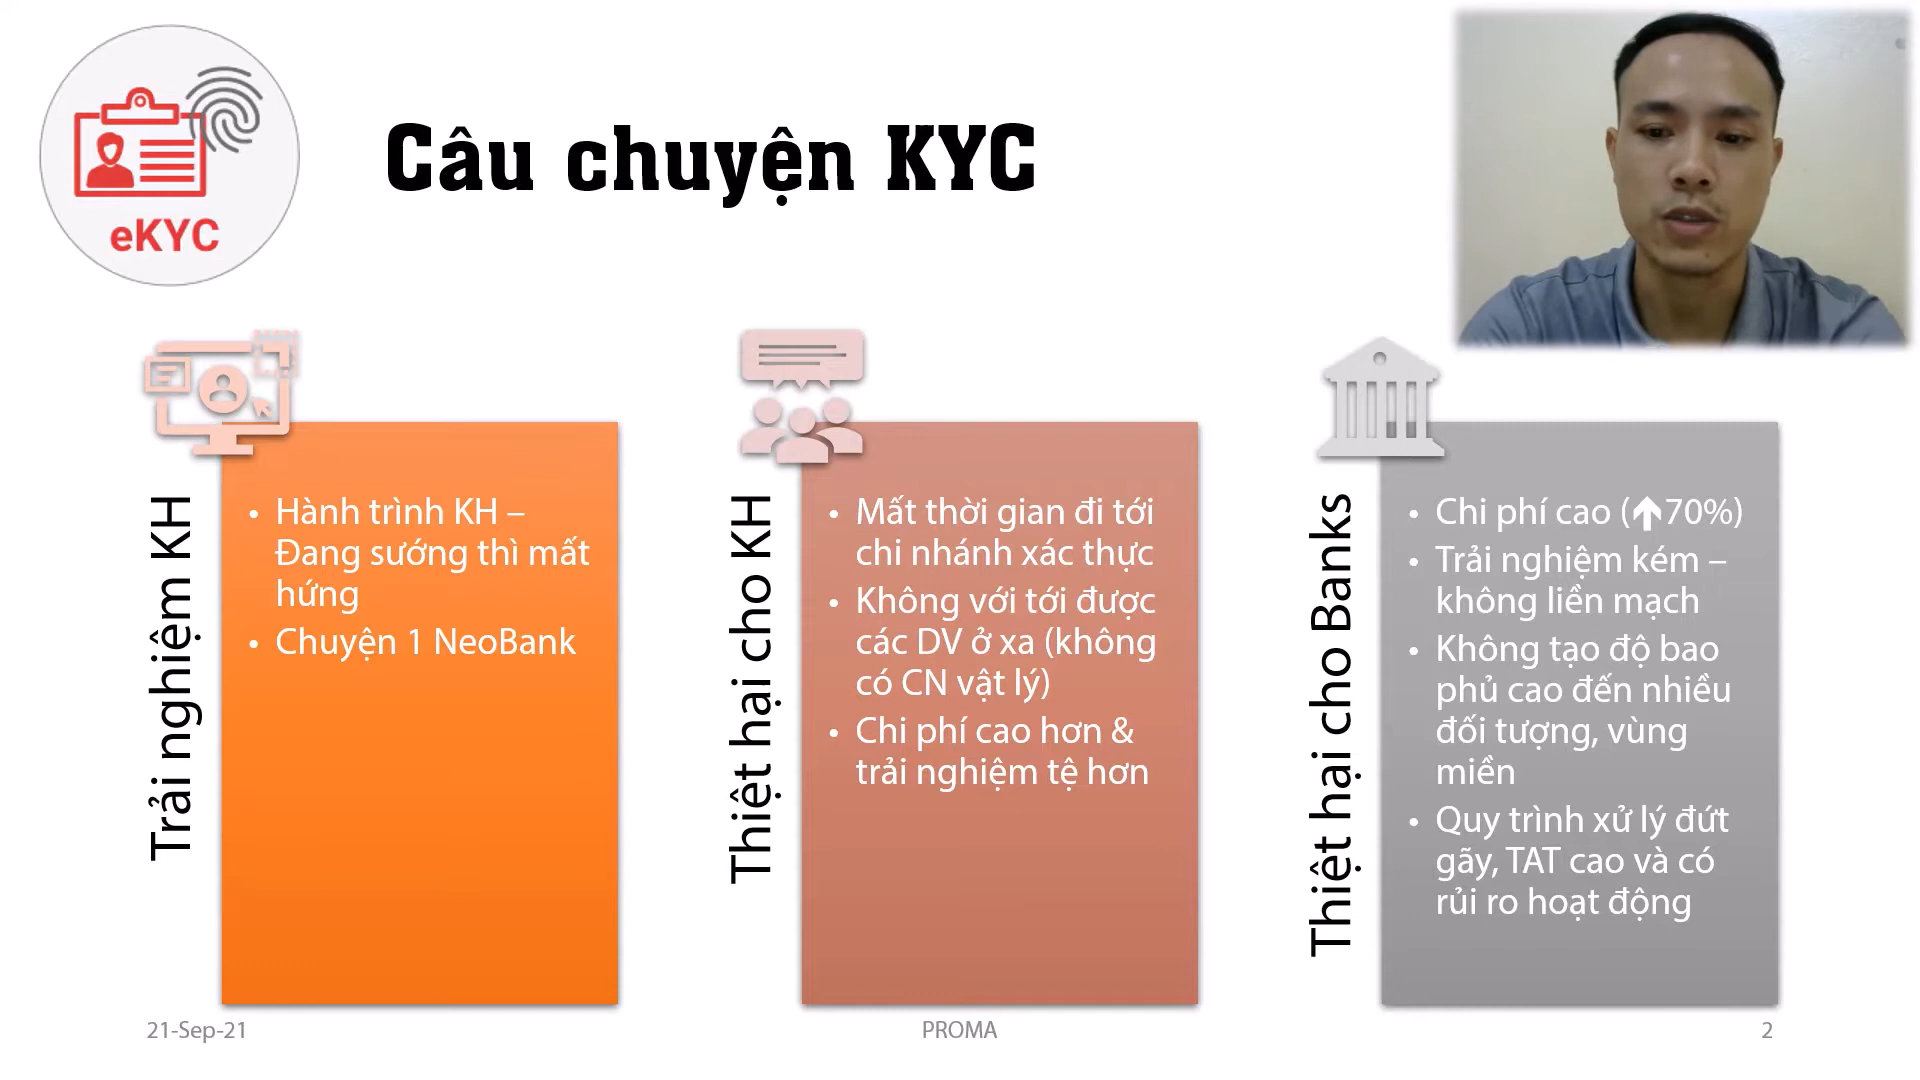 eKYC
Câu chuyện KYC
Trải nghiệm KH
• Hành trình KH –
Đang sướng thì mất
hứng
• Chuyện 1 NeoBank
Thiệt hại cho KH
• Mất thời gian đi tới
chi nhánh xác thực
• Không với tới được
các DV ở xa (không
có CN vật lý)
• Chi phí cao hơn &
trải nghiệm tệ hơn
Thiệt hại cho Banks
• Chi phí cao (⬆70%)
• Trải nghiệm kém –
không liền mạch
• Không tạo độ bao
phủ cao đến nhiều
đối tượng, vùng
miền
• Quy trình xử lý đứt
gãy, TAT cao và có
rủi ro hoạt động
21-Sep-21
PROMA
2